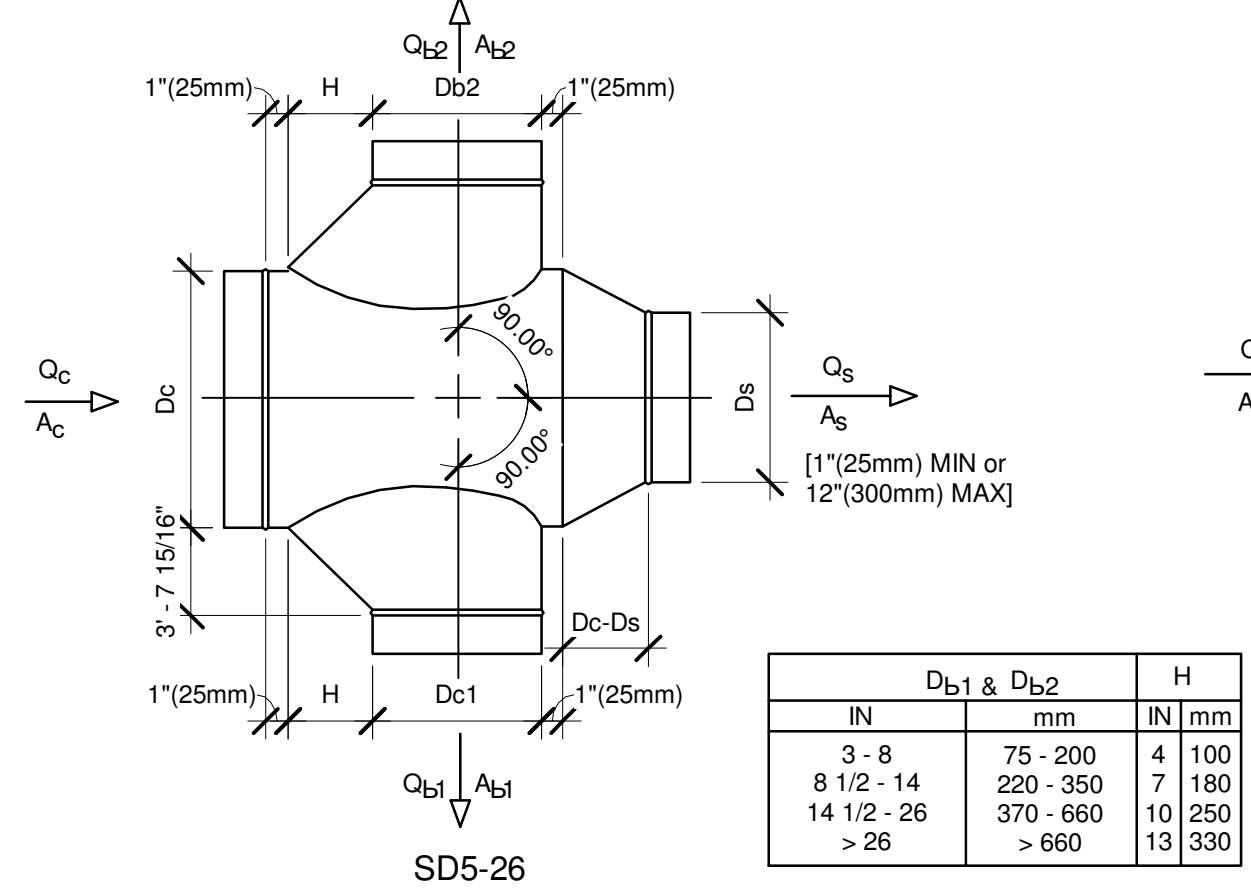 Qb2 Ab2
1"(25mm) H Db2 1"(25mm)
90.00°
90.00°
Qc
Ac
Dc
3' - 7 15/16"
Ds
Qs
As
[1"(25mm) MIN or
12"(300mm) MAX]
Dc-Ds
1"(25mm) H Dc1 1"(25mm)
Qb1 Ab1
SD5-26
Db1 & Db2 H
IN mm IN mm
3 - 8 75 - 200 4 100
8 1/2 - 14 220 - 350 7 180
14 1/2 - 26 370 - 660 10 250
> 26 > 660 13 330